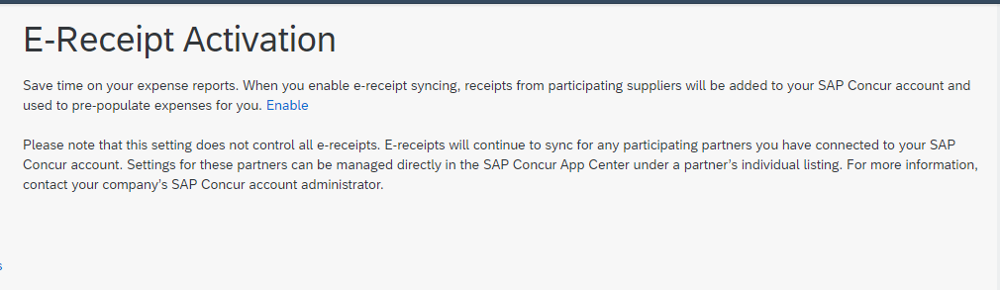 E-Receipt Activation
Save time on your expense reports. When you enable e-receipt syncing, receipts from participating suppliers will be added to your SAP Concur account and
used to pre-populate expenses for you. Enable
Please note that this setting does not control all e-receipts. E-receipts will continue to sync for any participating partners you have connected to your SAP
Concur account. Settings for these partners can be managed directly in the SAP Concur App Center under a partner's individual listing. For more information,
contact your company's SAP Concur account administrator.